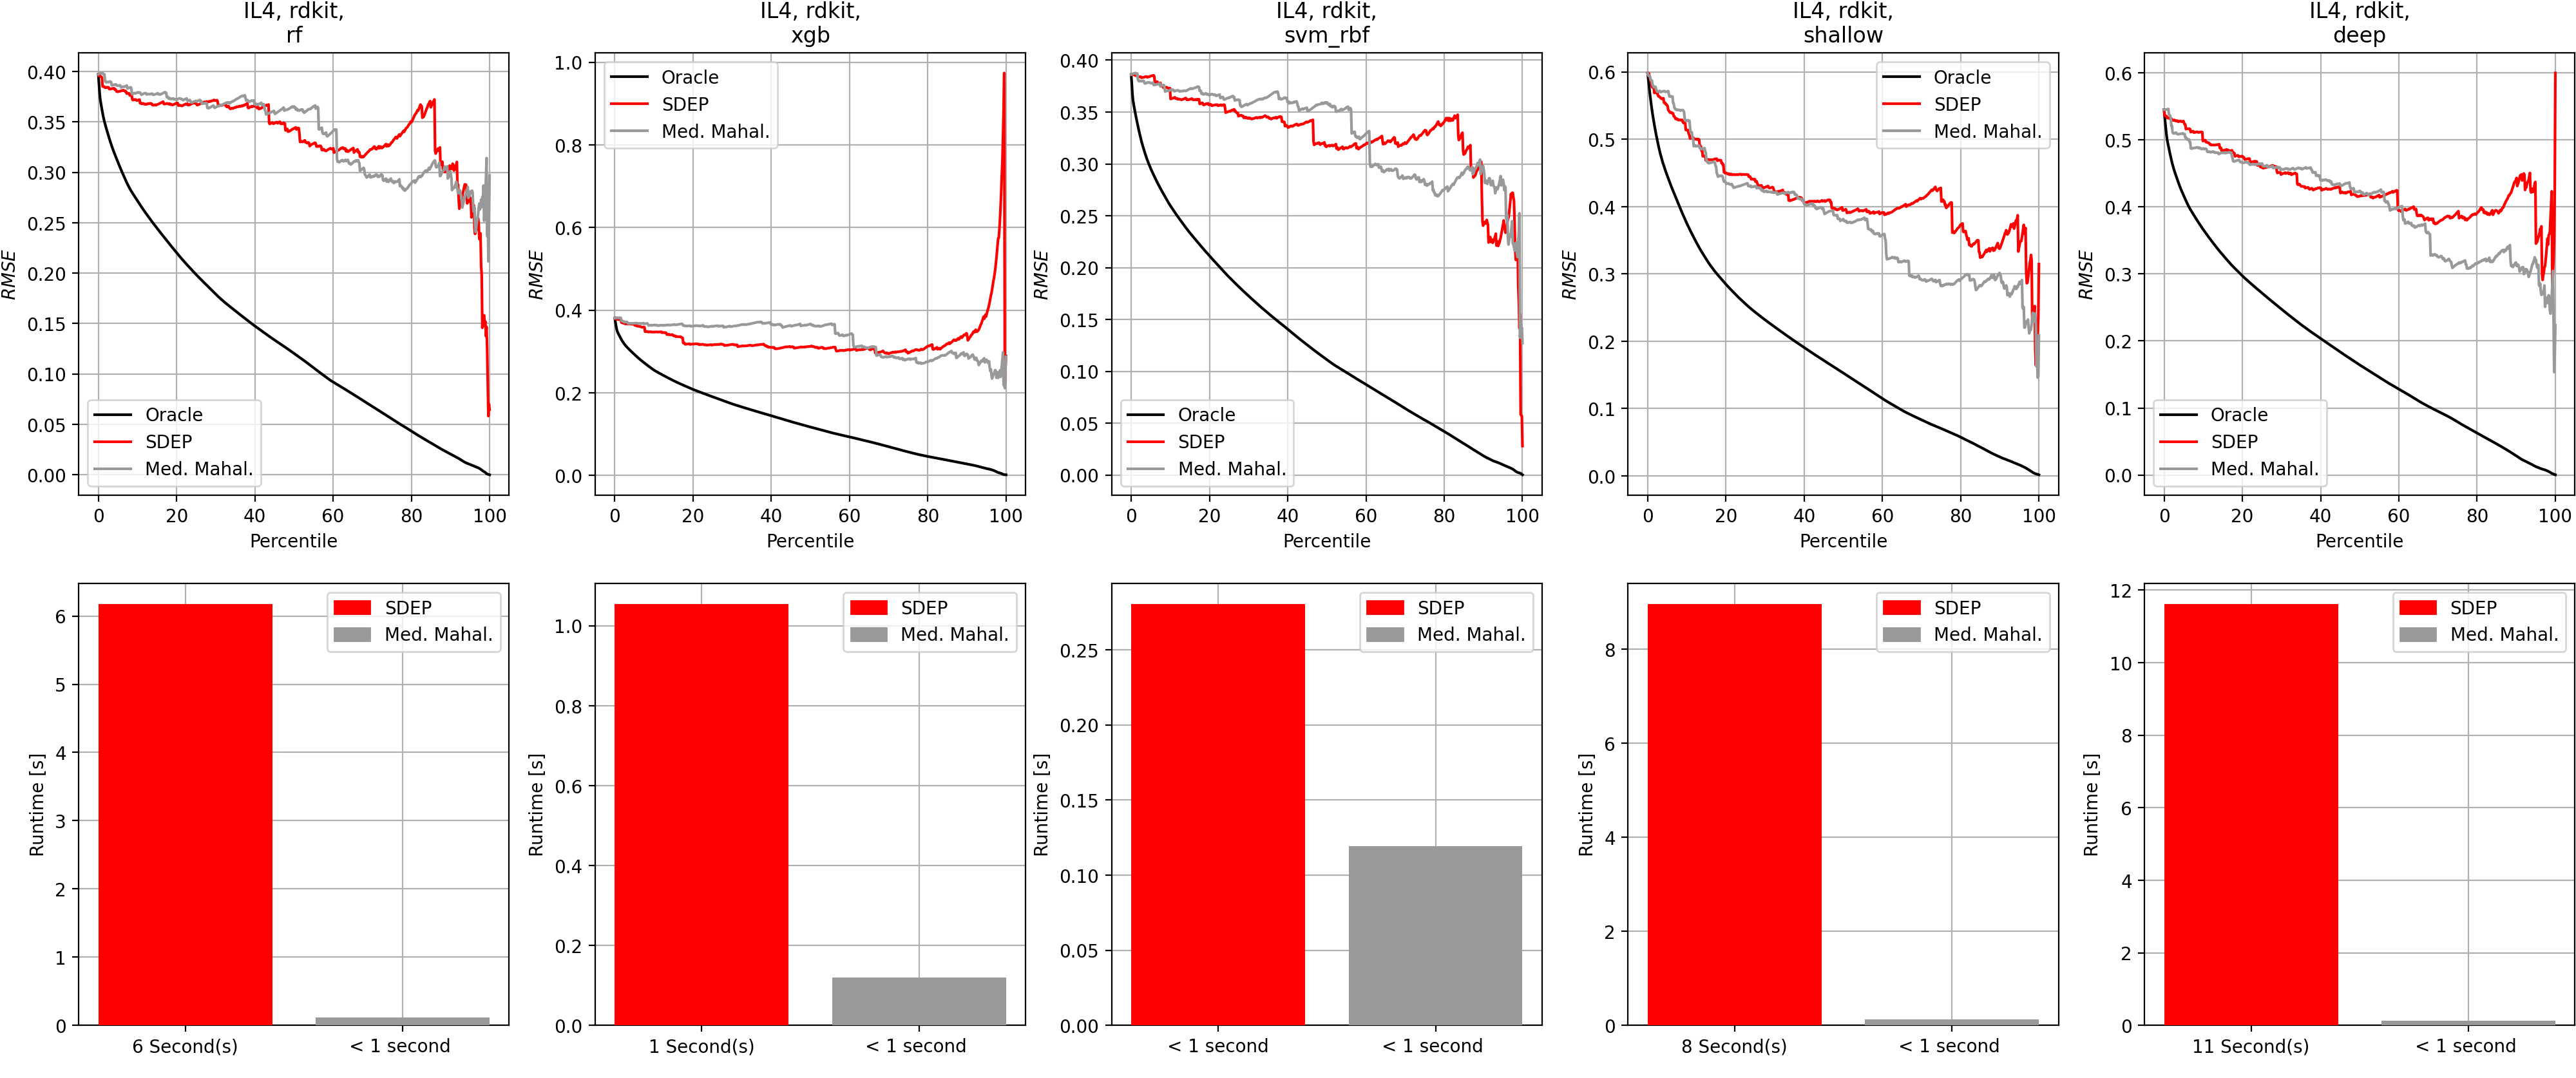 IL4, rdkit,
rf
RMSE
0.40
0.35
0.30
0.25
0.20
0.15
0.10
0.05
0.00
Oracle
SDEP
Med. Mahal.
0 20 40 60 80 100
Percentile
IL4, rdkit,
xgb
RMSE
1.0
0.8
0.6
0.4
0.2
0.0
Oracle
SDEP
Med. Mahal.
0 20 40 60 80 100
Percentile
IL4, rdkit,
svm_rbf
RMSE
0.40
0.35
0.30
0.25
0.20
0.15
0.10
0.05
0.00
Oracle
SDEP
Med. Mahal.
0 20 40 60 80 100
Percentile
IL4, rdkit,
shallow
RMSE
0.6
0.5
0.4
0.3
0.2
0.1
0.0
Oracle
SDEP
Med. Mahal.
0 20 40 60 80 100
Percentile
IL4, rdkit,
deep
RMSE
0.6
0.5
0.4
0.3
0.2
0.1
0.0
Oracle
SDEP
Med. Mahal.
0 20 40 60 80 100
Percentile
Runtime [s]
6
5
4
3
2
1
0
SDEP
Med. Mahal.
6 Second(s) < 1 second
Runtime [s]
1.0
0.8
0.6
0.4
0.2
0.0
SDEP
Med. Mahal.
1 Second(s) < 1 second
Runtime [s]
0.25
0.20
0.15
0.10
0.05
0.00
SDEP
Med. Mahal.
< 1 second < 1 second
Runtime [s]
8
6
4
2
0
SDEP
Med. Mahal.
8 Second(s) < 1 second
Runtime [s]
12
10
8
6
4
2
0
SDEP
Med. Mahal.
11 Second(s) < 1 second